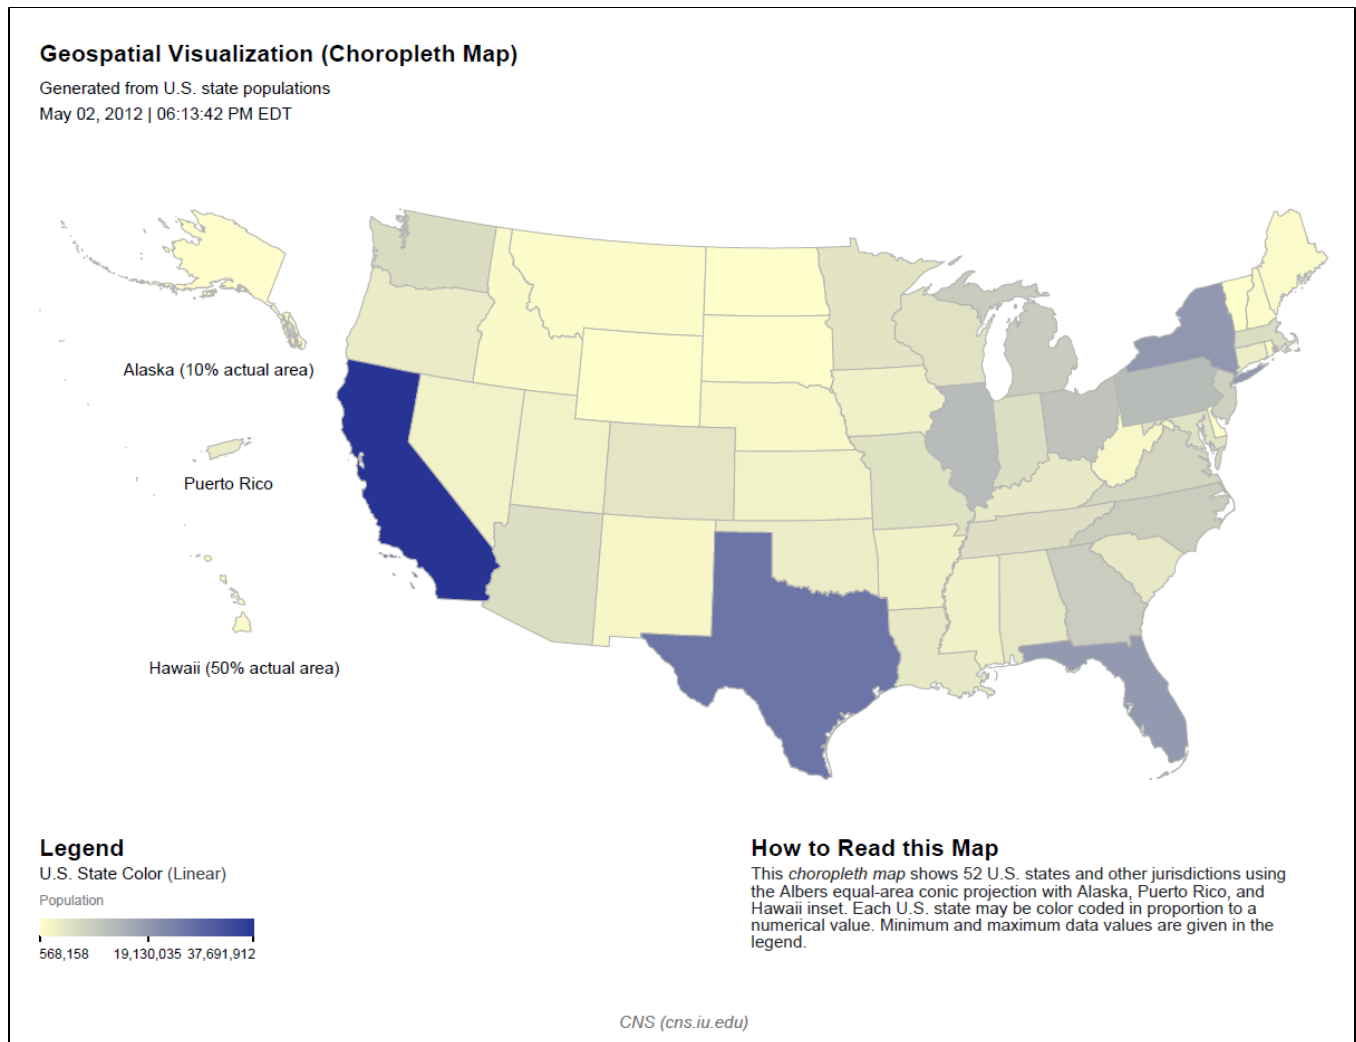 Geospatial Visualization (Choropleth Map)
Generated from U.S. state populations
May 02, 2012 | 06:13:42 PM EDT
Alaska (10% actual area)
Puerto Rico
Hawaii (50% actual area)
Legend
U.S. State Color (Linear)
Population
568,158 19,130,035 37,691,912
How to Read this Map
This choropleth map shows 52 U.S. states and other jurisdictions using
the Albers equal-area conic projection with Alaska, Puerto Rico, and
Hawaii inset. Each U.S. state may be color coded in proportion to a
numerical value. Minimum and maximum data values are given in the
legend.
CNS (cns.iu.edu)